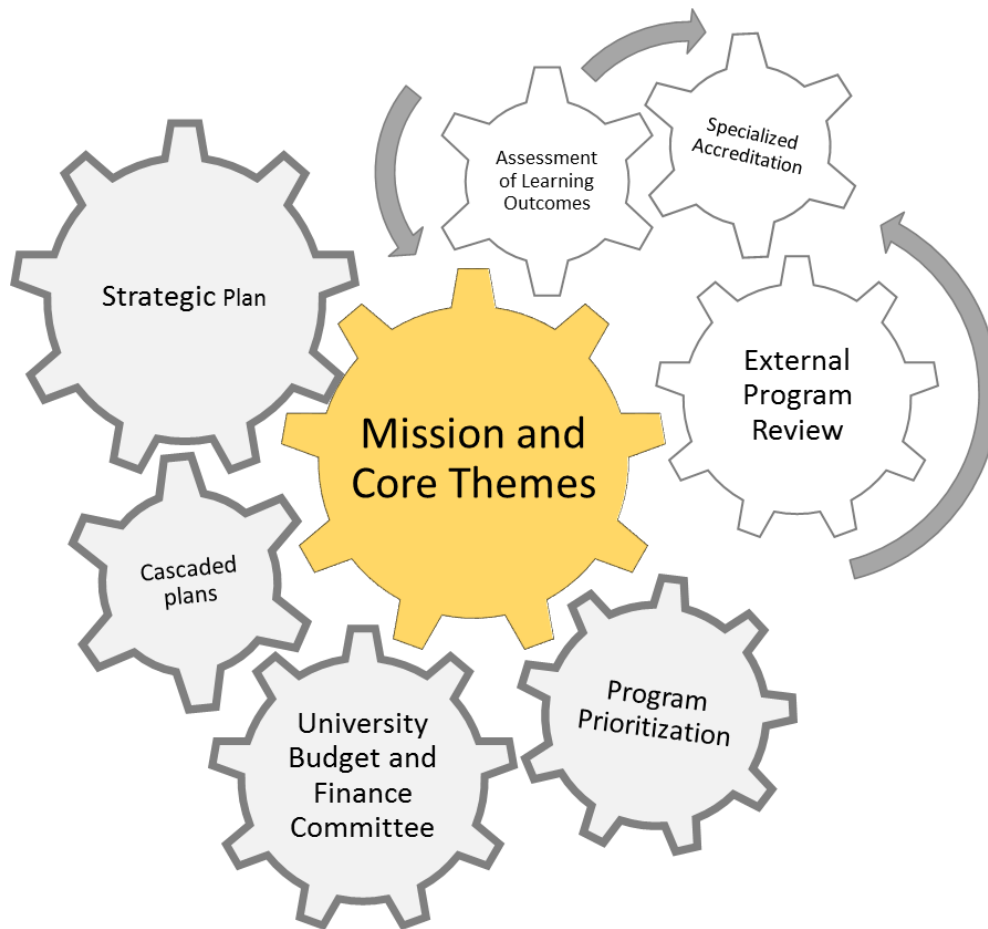 Assessment
of Learning
Outcomes
Specialized
Accreditation
Strategic Plan
External
Program
Review
Mission and
Core Themes
Cascaded
plans
University
Budget and
Finance
Committee
Program
Prioritization